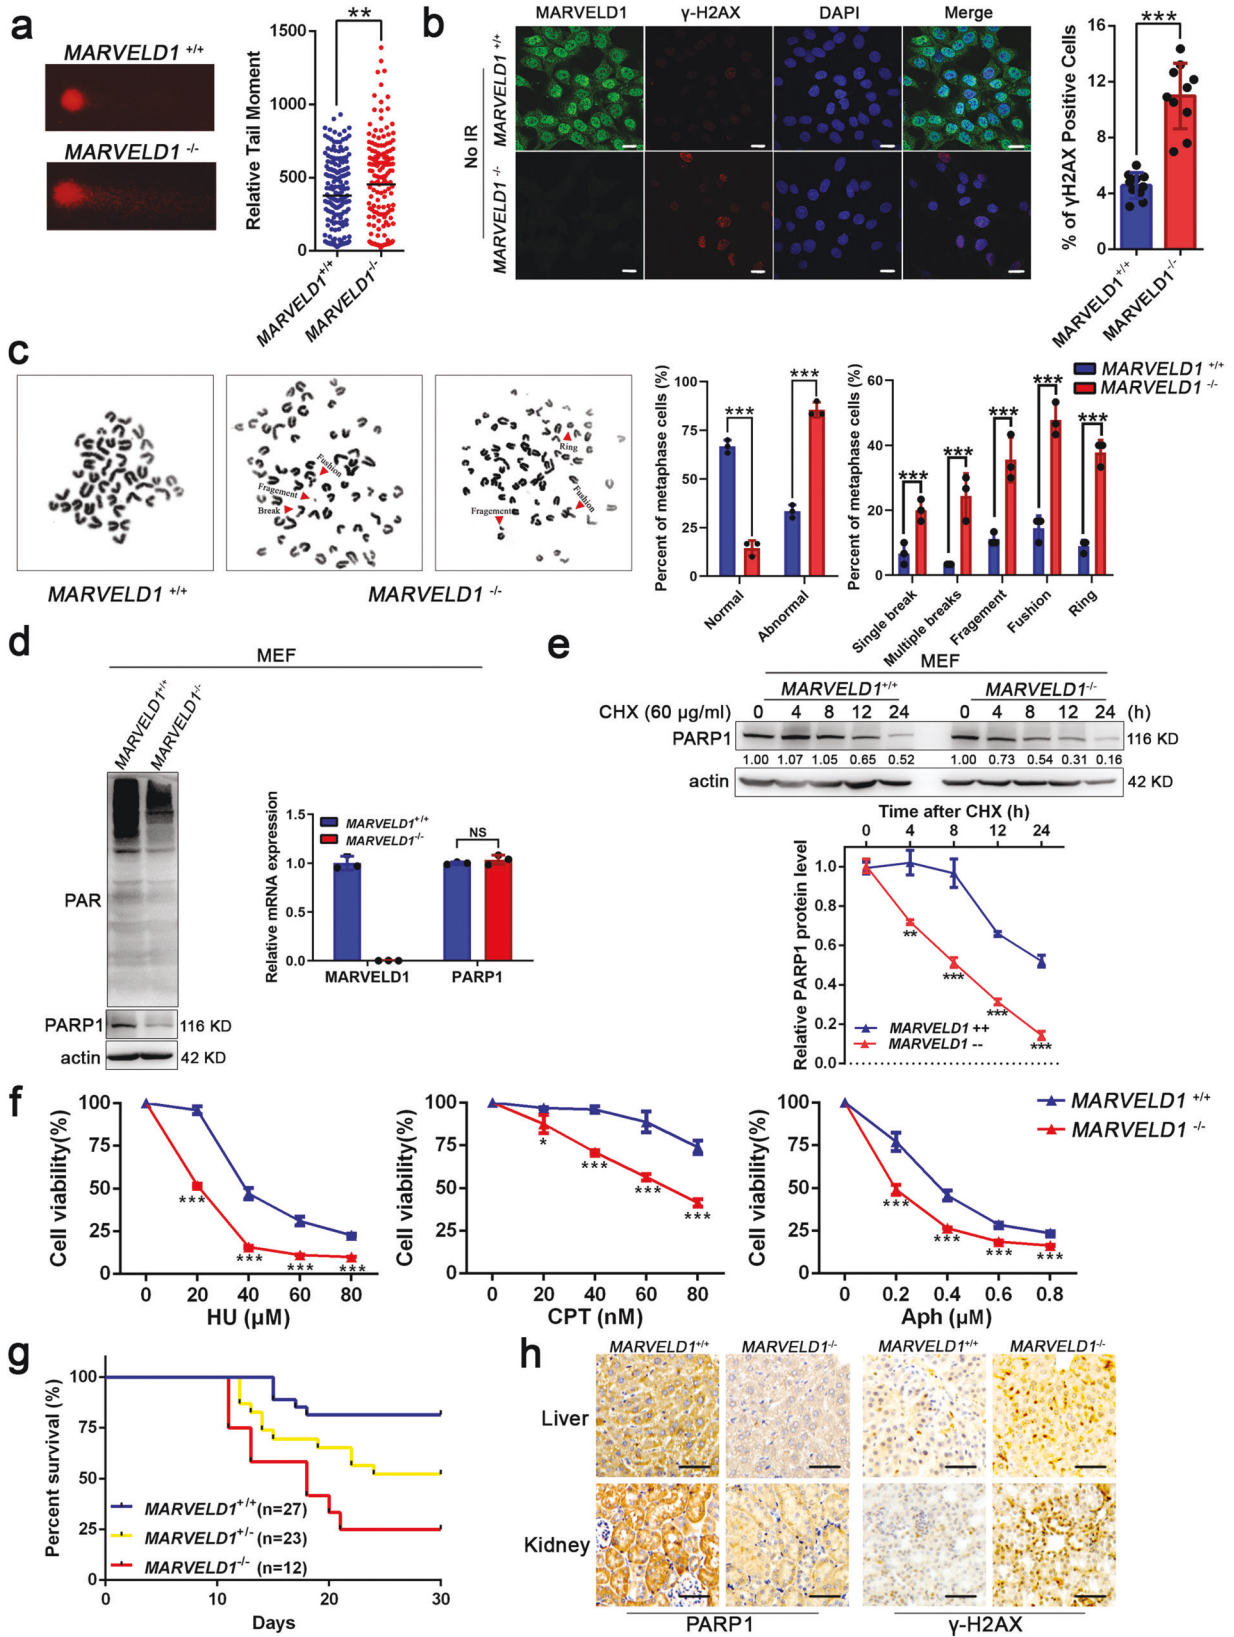 a
MARVELD1 +/+
MARVELD1 -/-
Relative Tail Moment
1500
1000
500
0
**
MARVELD1+/+
MARVELD1-/-
b
MARVELD1
γ-H2AX
DAPI
Merge
No IR
MARVELD1 +/+
MARVELD1 -/-
% of γH2AX Positive Cells
16
12
8
4
0
***
MARVELD1+/+
MARVELD1-/-
c
Fushion
Fragement
Break
Ring
Fushion
Fragement
MARVELD1 +/+
MARVELD1 -/-
Percent of metaphase cells (%)
100
75
50
25
0
***
***
Normal
Abnormal
Percent of metaphase cells (%)
60
40
20
0
***
***
***
***
***
Single break
Multiple breaks
Fragement
Fushion
Ring
MARVELD1 +/+
MARVELD1 -/-
d
MEF
MARVELD1+/+
MARVELD1-/-
PAR
PARP1
116 KD
actin
42 KD
Relative mRNA expression
1.5
1.0
0.5
0.0
MARVELD1+/+
MARVELD1-/-
NS
MARVELD1
PARP1
e
MEF
MARVELD1+/+
MARVELD1-/-
CHX (60 μg/ml) 0 4 8 12 24 0 4 8 12 24 (h)
PARP1
116 KD
1.00 1.07 1.05 0.65 0.52 1.00 0.73 0.54 0.31 0.16
actin
42 KD
Time after CHX (h)
0 4 8 12 24
Relative PARP1 protein level
1.0
0.8
0.6
0.4
0.2
0.0
**
***
***
***
MARVELD1 ++
MARVELD1 --
f
Cell viability(%)
100
75
50
25
0
***
***
***
***
0 20 40 60 80
HU (μM)
Cell viability(%)
100
75
50
25
0
*
***
***
***
0 20 40 60 80
CPT (nM)
Cell viability(%)
100
75
50
25
0
***
***
***
***
0 0.2 0.4 0.6 0.8
Aph (μM)
MARVELD1 +/+
MARVELD1 -/-
g
Percent survival (%)
100
75
50
25
0
MARVELD1+/+ (n=27)
MARVELD1+/- (n=23)
MARVELD1-/- (n=12)
0 10 20 30
Days
h
MARVELD1+/+
MARVELD1-/-
MARVELD1+/+
MARVELD1-/-
Liver
Kidney
PARP1
γ-H2AX